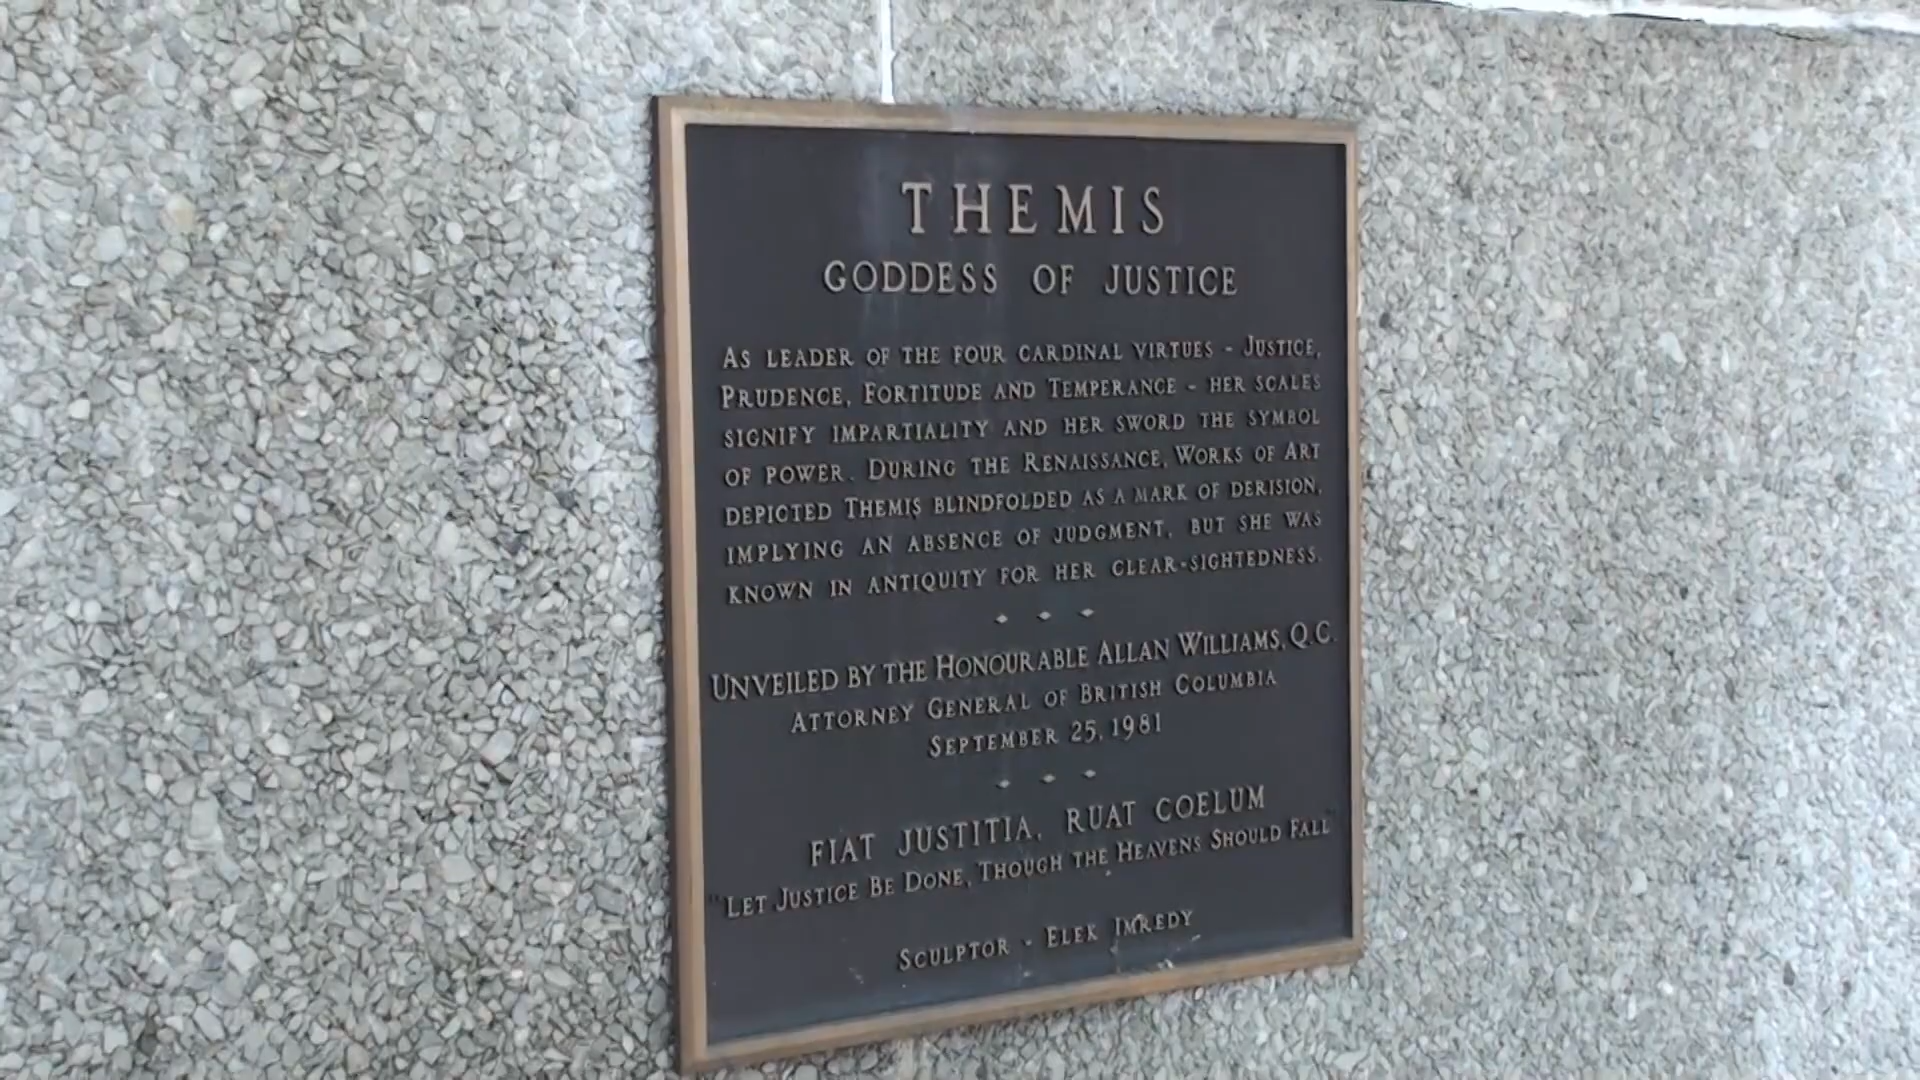 THEMIS
GODDESS OF JUSTICE
AS LEADER OF THE FOUR CARDINAL VIRTUES - JUSTICE,
PRUDENCE, FORTITUDE AND TEMPERANCE - HER SCALES
SIGNIFY IMPARTIALITY AND HER SWORD THE SYMBOL
OF POWER. DURING THE RENAISSANCE, WORKS OF ART
DEPICTED THEMIS BLINDFOLDED AS A MARK OF DERISION,
IMPLYING AN ABSENCE OF JUDGMENT, BUT SHE WAS
KNOWN IN ANTIQUITY FOR HER CLEAR-SIGHTEDNESS.
UNVEILED BY THE HONOURABLE ALLAN WILLIAMS, Q.C.
ATTORNEY GENERAL OF BRITISH COLUMBIA
SEPTEMBER 25, 1981
FIAT JUSTITIA, RUAT COELUM
"LET JUSTICE BE DONE, THOUGH THE HEAVENS SHOULD FALL"
SCULPTOR - ELEK IMREDY